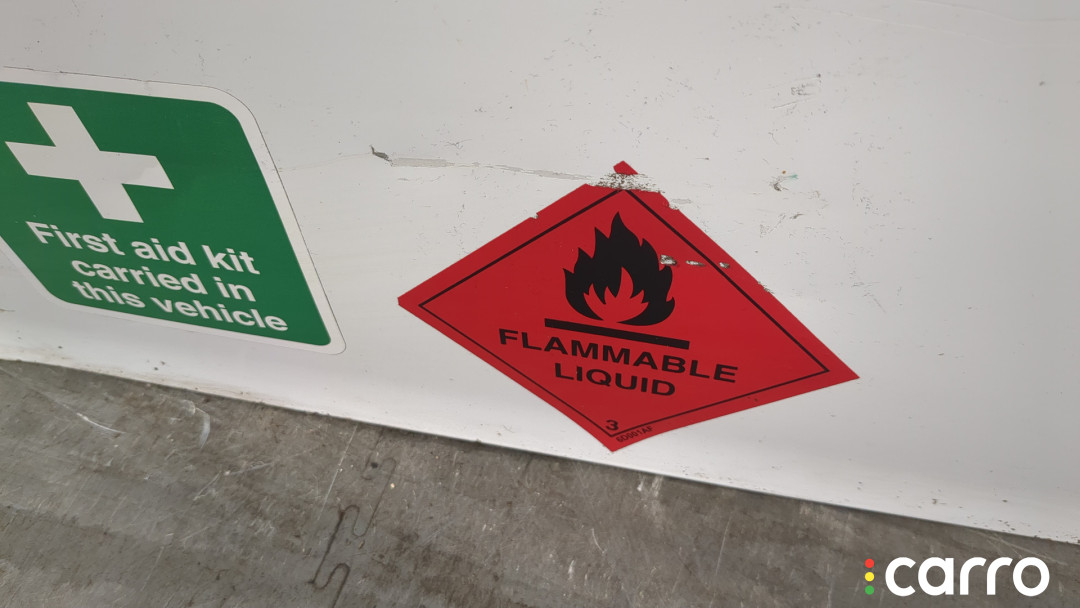 First aid kit
carried in
this vehicle
FLAMMABLE
LIQUID
3
carro